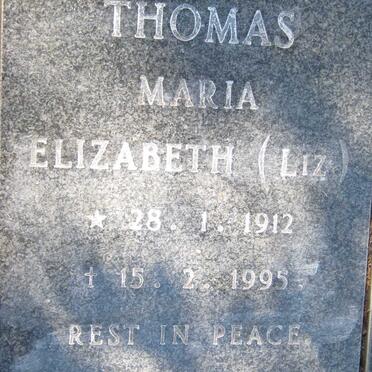 THOMAS
MARIA
ELIZABETH (LIZ)
★ 28. 1. 1912
† 15. 2. 1995
REST IN PEACE